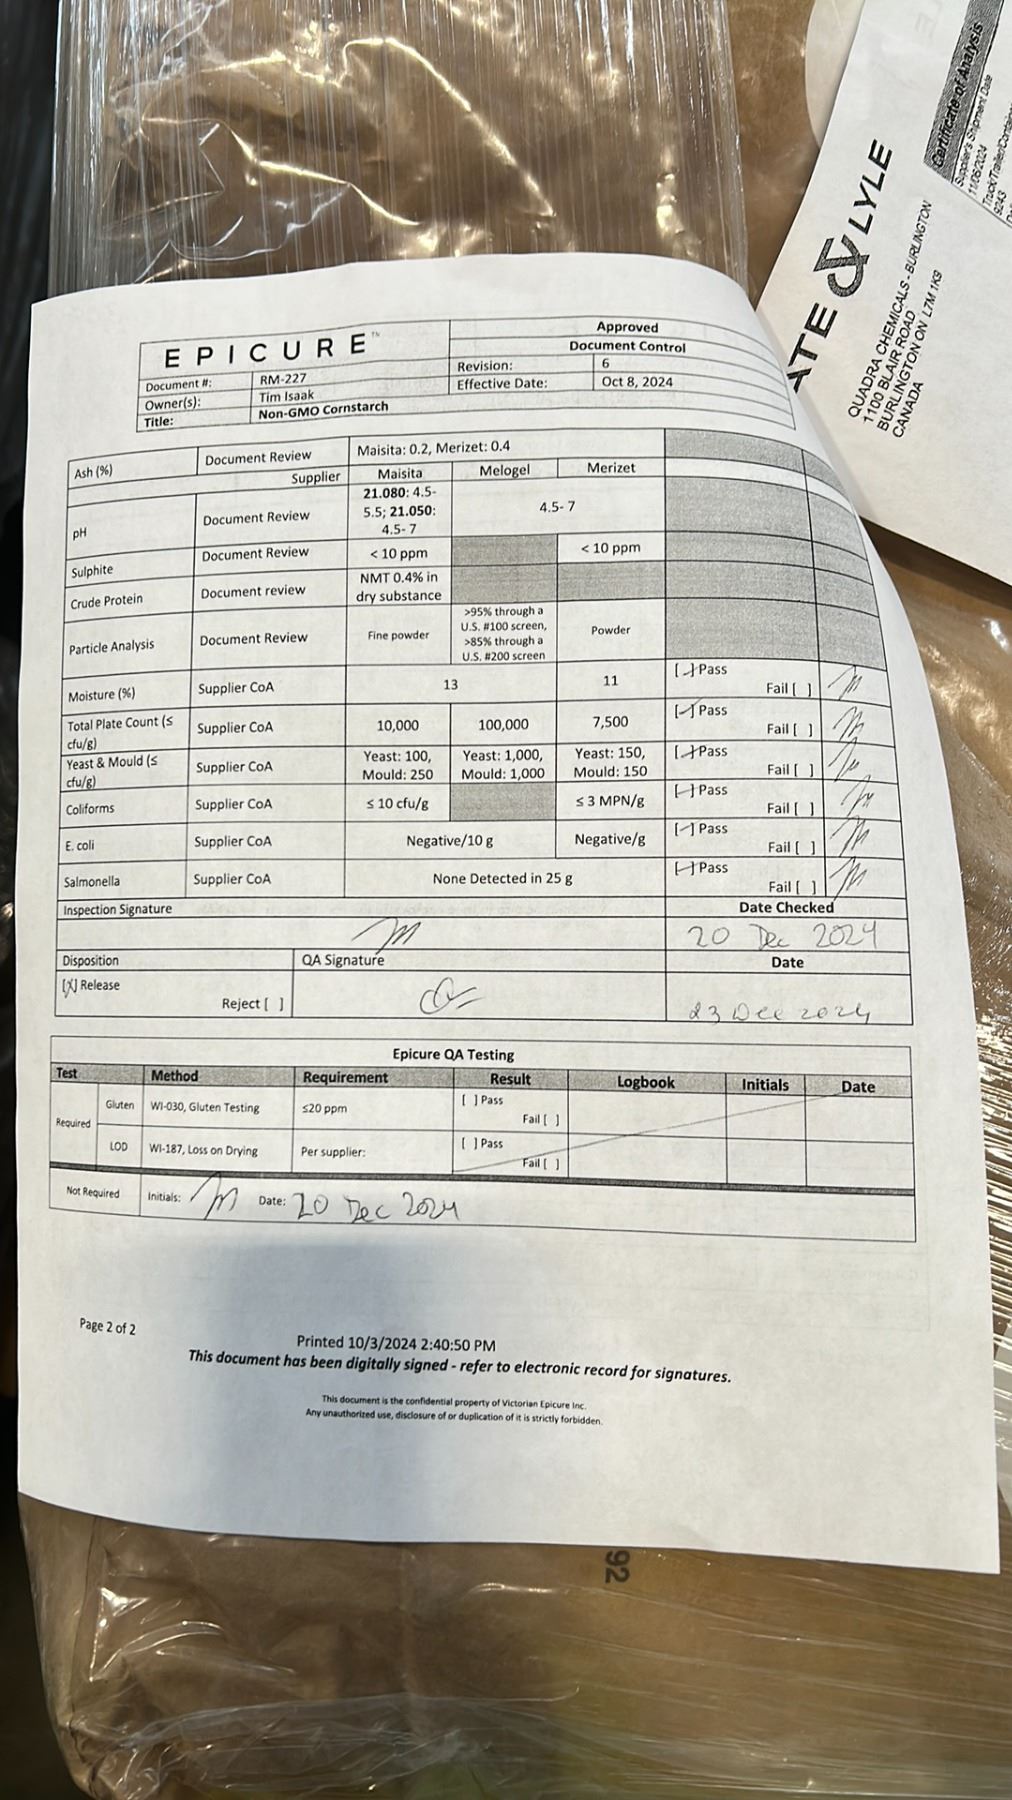 EPICURE™
Approved
Document Control
Document #: RM-227
Revision: 6
Owner(s): Tim Isaak
Effective Date: Oct 8, 2024
Title: Non-GMO Cornstarch
Ash (%) Document Review Maisita: 0.2, Merizet: 0.4
Supplier Maisita Melogel Merizet
pH Document Review 21.080: 4.5-
5.5; 21.050:
4.5- 7
4.5- 7
Sulphite Document Review < 10 ppm < 10 ppm
Crude Protein Document review NMT 0.4% in
dry substance
Particle Analysis Document Review Fine powder >95% through a
U.S. #100 screen,
>85% through a
U.S. #200 screen
Powder
Moisture (%) Supplier CoA 13 11 [ ] Pass
Fail [ ]
Total Plate Count (≤
cfu/g)
Supplier CoA 10,000 100,000 7,500 [ ] Pass
Fail [ ]
Yeast & Mould (≤
cfu/g)
Supplier CoA Yeast: 100,
Mould: 250
Yeast: 1,000,
Mould: 1,000
Yeast: 150,
Mould: 150
[ ] Pass
Fail [ ]
Coliforms Supplier CoA ≤ 10 cfu/g ≤ 3 MPN/g [ ] Pass
Fail [ ]
E. coli Supplier CoA Negative/10 g Negative/g [ ] Pass
Fail [ ]
Salmonella Supplier CoA None Detected in 25 g [ ] Pass
Fail [ ]
Inspection Signature Date Checked
20 Dec 2024
Disposition QA Signature Date
[X] Release
Reject [ ]
23 Dec 2024
Epicure QA Testing
Test Method Requirement Result Logbook Initials Date
Required
Gluten WI-030, Gluten Testing ≤20 ppm [ ] Pass
Fail [ ]
LOD WI-187, Loss on Drying Per supplier: [ ] Pass
Fail [ ]
Not Required Initials: Date: 20 Dec 2024
Page 2 of 2
Printed 10/3/2024 2:40:50 PM
This document has been digitally signed - refer to electronic record for signatures.
This document is the confidential property of Victorian Epicure Inc.
Any unauthorized use, disclosure of or duplication of it is strictly forbidden.
ATE & LYLE
QUADRA CHEMICALS - BURLINGTON
1100 BLAIR ROAD
BURLINGTON ON L7M 1K9
CANADA
Certificate of Analysis
Supplier's Shipment Date
11/06/2024
9243
92